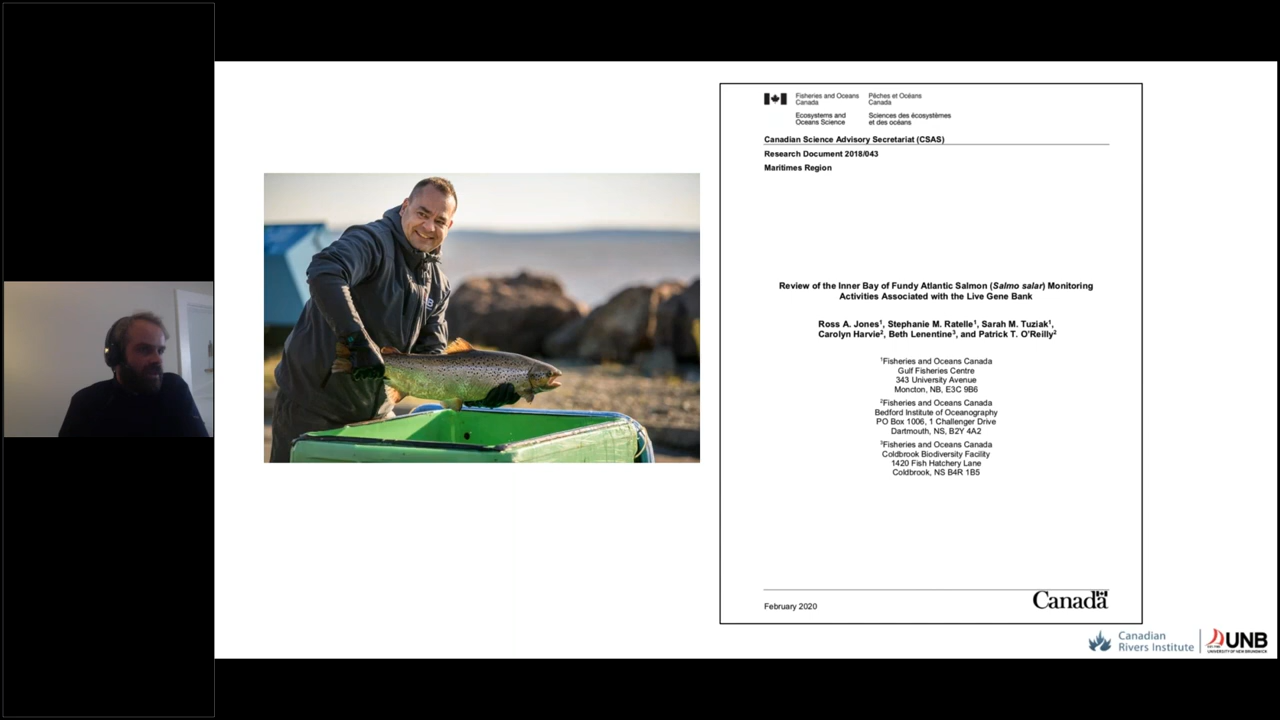 Fisheries and Oceans
Canada
Pêches et Océans
Canada
Ecosystems and
Oceans Science
Sciences des écosystèmes
et des océans
Canadian Science Advisory Secretariat (CSAS)
Research Document 2018/043
Maritimes Region
Review of the Inner Bay of Fundy Atlantic Salmon (Salmo salar) Monitoring
Activities Associated with the Live Gene Bank
Ross A. Jones1, Stephanie M. Ratelle1, Sarah M. Tuziak1,
Carolyn Harvie2, Beth Lenentine3, and Patrick T. O'Reilly2
1Fisheries and Oceans Canada
Gulf Fisheries Centre
343 University Avenue
Moncton, NB, E3C 9B6
2Fisheries and Oceans Canada
Bedford Institute of Oceanography
PO Box 1006, 1 Challenger Drive
Dartmouth, NS, B2Y 4A2
3Fisheries and Oceans Canada
Coldbrook Biodiversity Facility
1420 Fish Hatchery Lane
Coldbrook, NS B4R 1B5
February 2020
Canada
Canadian
Rivers Institute
UNB
UNIVERSITY OF NEW BRUNSWICK